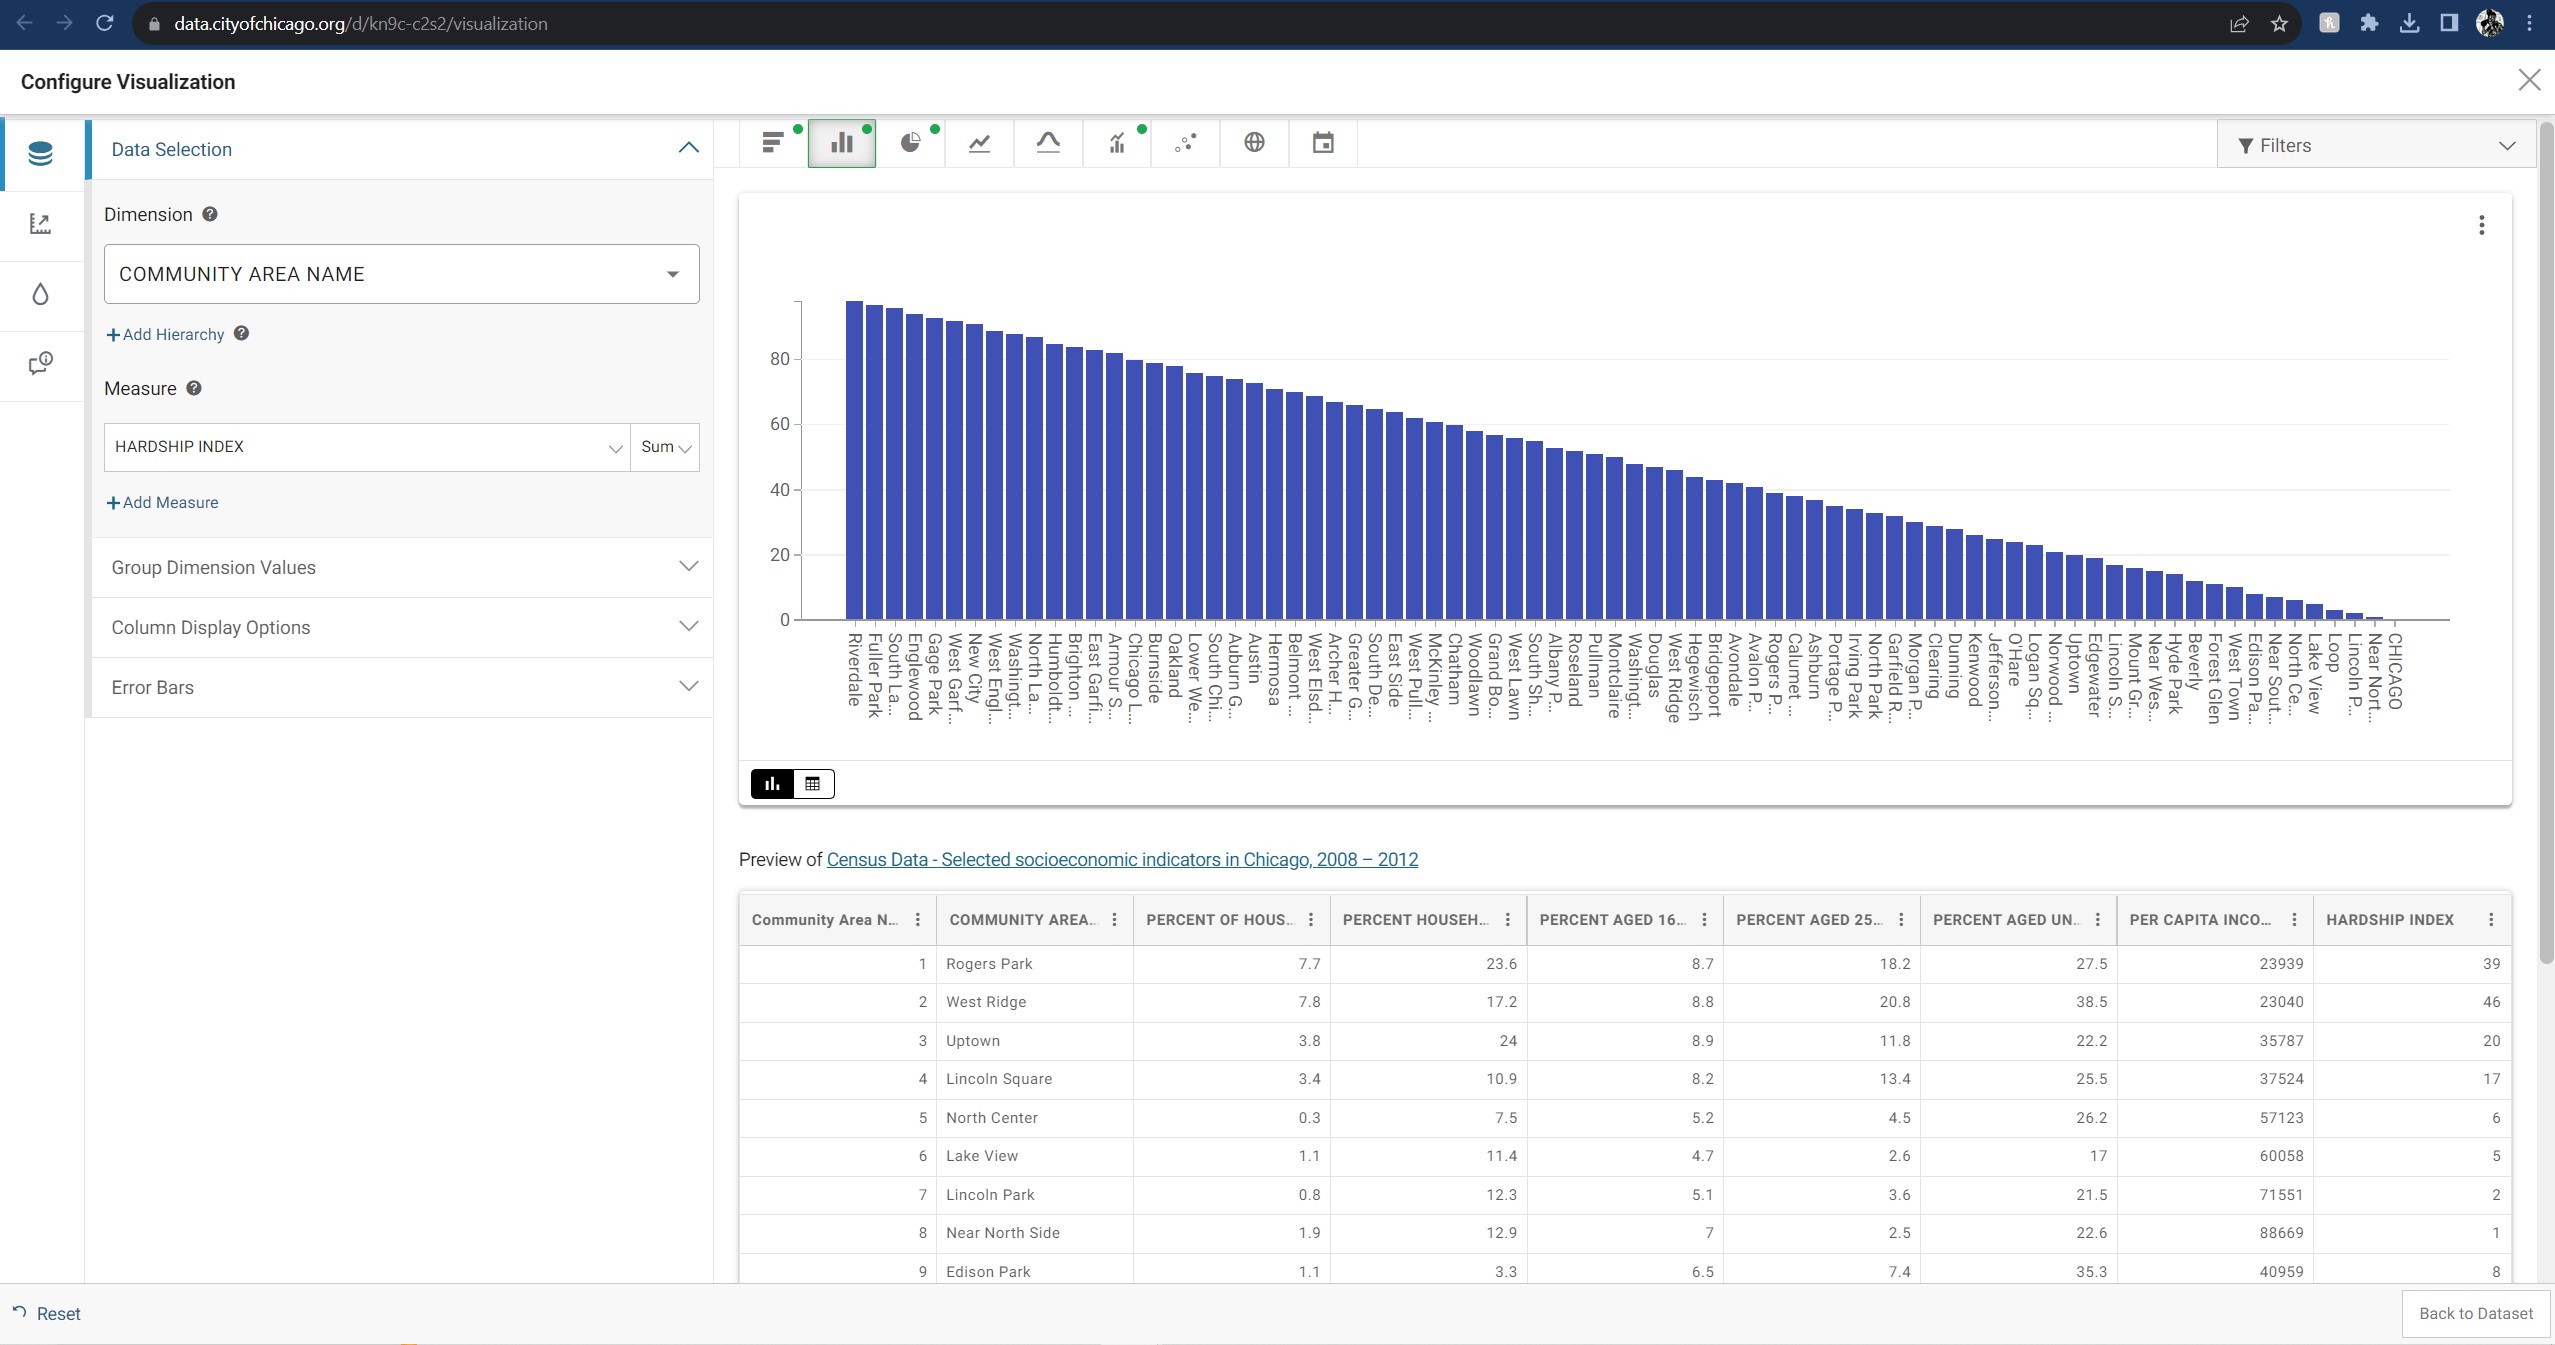 data.cityofchicago.org/d/kn9c-c2s2/visualization
Configure Visualization
Data Selection
Dimension
COMMUNITY AREA NAME
Add Hierarchy
Measure
HARDSHIP INDEX
Sum
Add Measure
Group Dimension Values
Column Display Options
Error Bars
Filters
80
60
40
20
0
Riverdale
Fuller Park
South La...
Englewood
Gage Park
West Garf...
New City
West Engl...
Washingt...
North La...
Humboldt...
Brighton ...
East Garfi...
Armour S...
Chicago L...
Burnside
Oakland
Lower We...
South Chi...
Auburn G...
Austin
Hermosa
Belmont ...
West Elsd...
Archer H...
Greater G...
South De...
East Side
West Pull...
McKinley ...
Chatham
Woodlawn
Grand Bo...
West Lawn
South Sh...
Albany P...
Roseland
Pullman
Montclaire
Washingt...
Douglas
West Ridge
Hegewisch
Bridgeport
Avondale
Avalon P...
Rogers P...
Calumet ...
Ashburn
Portage P...
Irving Park
North Park
Garfield R...
Morgan P...
Clearing
Dunning
Kenwood
Jefferson...
O'Hare
Logan Sq...
Norwood ...
Uptown
Edgewater
Lincoln S...
Mount Gr...
Near Wes...
Hyde Park
Beverly
Forest Glen
West Town
Edison Pa...
Near Sout...
North Ce...
Lake View
Loop
Lincoln P...
Near Nort...
CHICAGO
Preview of Census Data - Selected socioeconomic indicators in Chicago, 2008 – 2012
Community Area N... COMMUNITY AREA... PERCENT OF HOUS... PERCENT HOUSEH... PERCENT AGED 16... PERCENT AGED 25... PERCENT AGED UN... PER CAPITA INCO... HARDSHIP INDEX
1 Rogers Park 7.7 23.6 8.7 18.2 27.5 23939 39
2 West Ridge 7.8 17.2 8.8 20.8 38.5 23040 46
3 Uptown 3.8 24 8.9 11.8 22.2 35787 20
4 Lincoln Square 3.4 10.9 8.2 13.4 25.5 37524 17
5 North Center 0.3 7.5 5.2 4.5 26.2 57123 6
6 Lake View 1.1 11.4 4.7 2.6 17 60058 5
7 Lincoln Park 0.8 12.3 5.1 3.6 21.5 71551 2
8 Near North Side 1.9 12.9 7 2.5 22.6 88669 1
9 Edison Park 1.1 3.3 6.5 7.4 35.3 40959 8
Reset
Back to Dataset